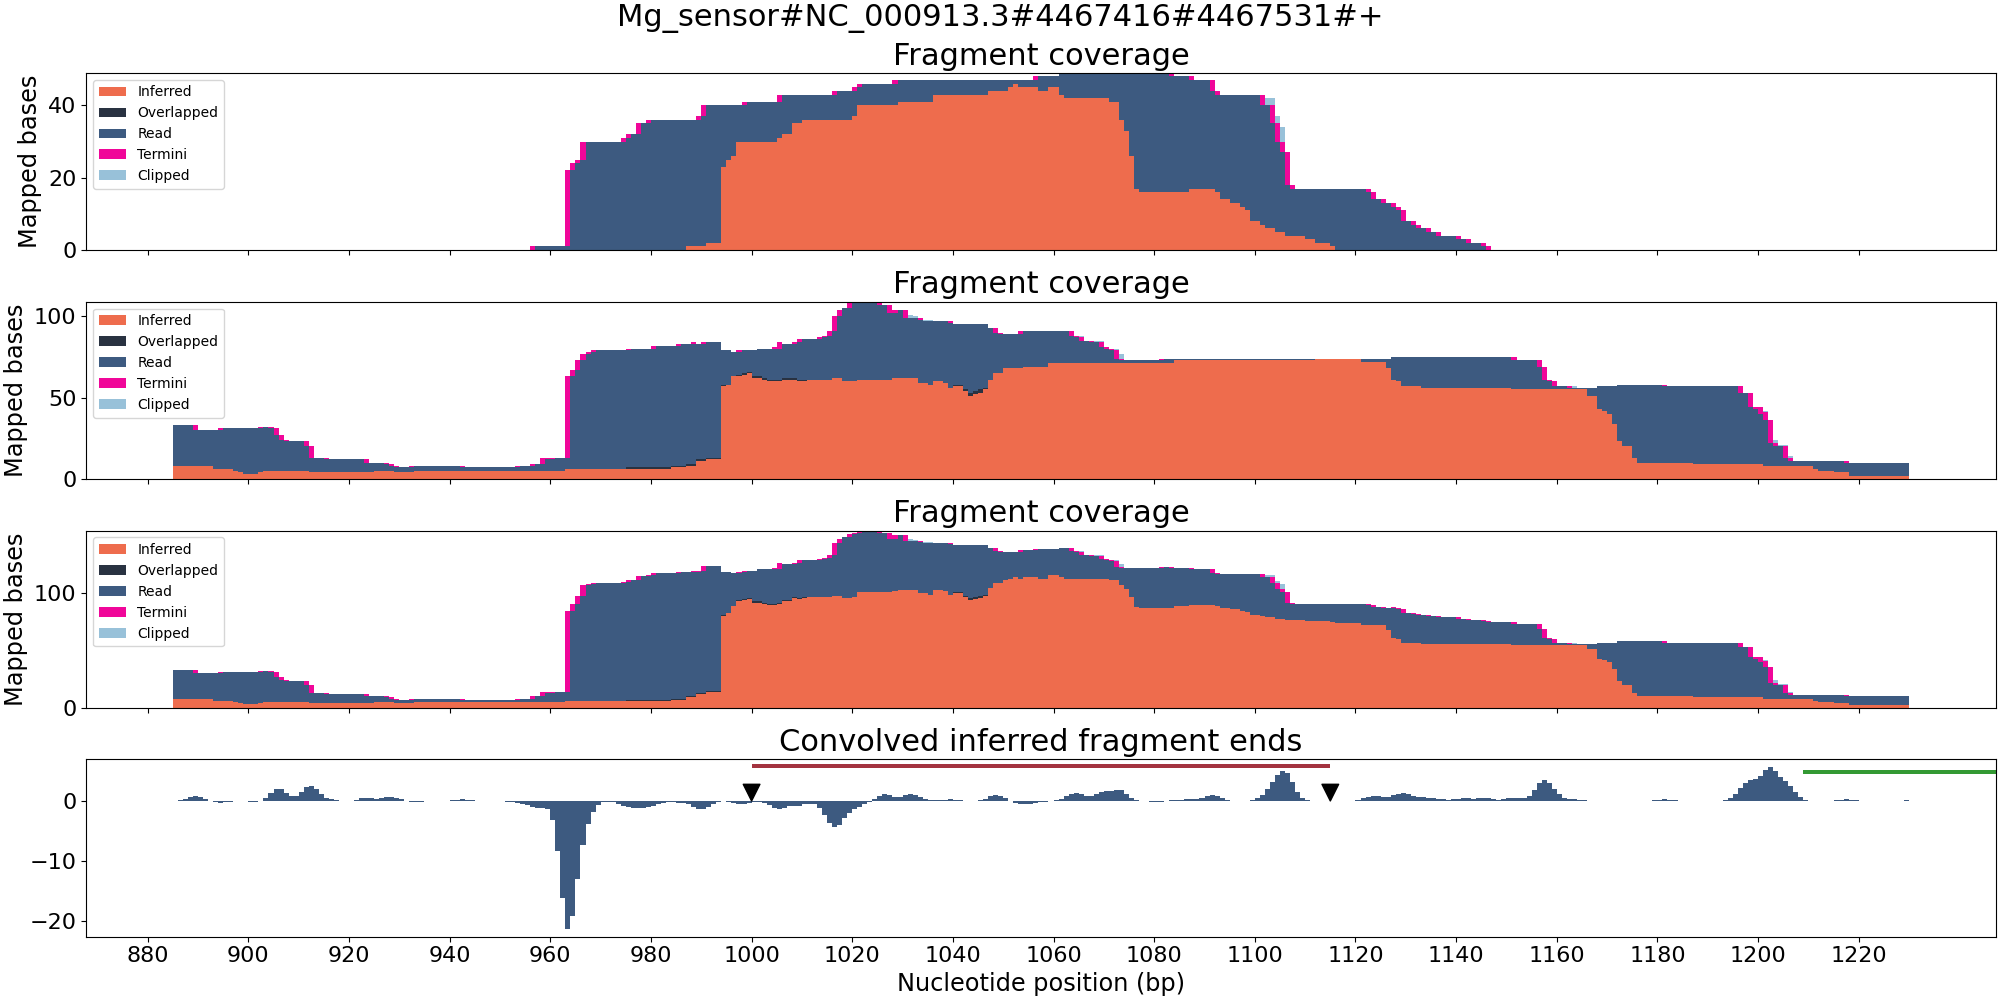 Mg_sensor#NC_000913.3#4467416#4467531#+
Fragment coverage
Mapped bases
40
20
0
Inferred
Overlapped
Read
Termini
Clipped
Fragment coverage
Mapped bases
100
50
0
Inferred
Overlapped
Read
Termini
Clipped
Fragment coverage
Mapped bases
100
0
Inferred
Overlapped
Read
Termini
Clipped
Convolved inferred fragment ends
0
−10
−20
880 900 920 940 960 980 1000 1020 1040 1060 1080 1100 1120 1140 1160 1180 1200 1220
Nucleotide position (bp)